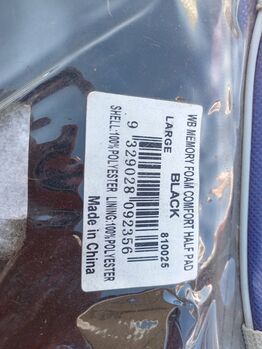 WB MEMORY FOAM COMFORT HALF PAD
LARGE BLACK 810025
9 329028 092356
SHELL:100%POLYESTER LINING:100%POLYESTER
Made in China